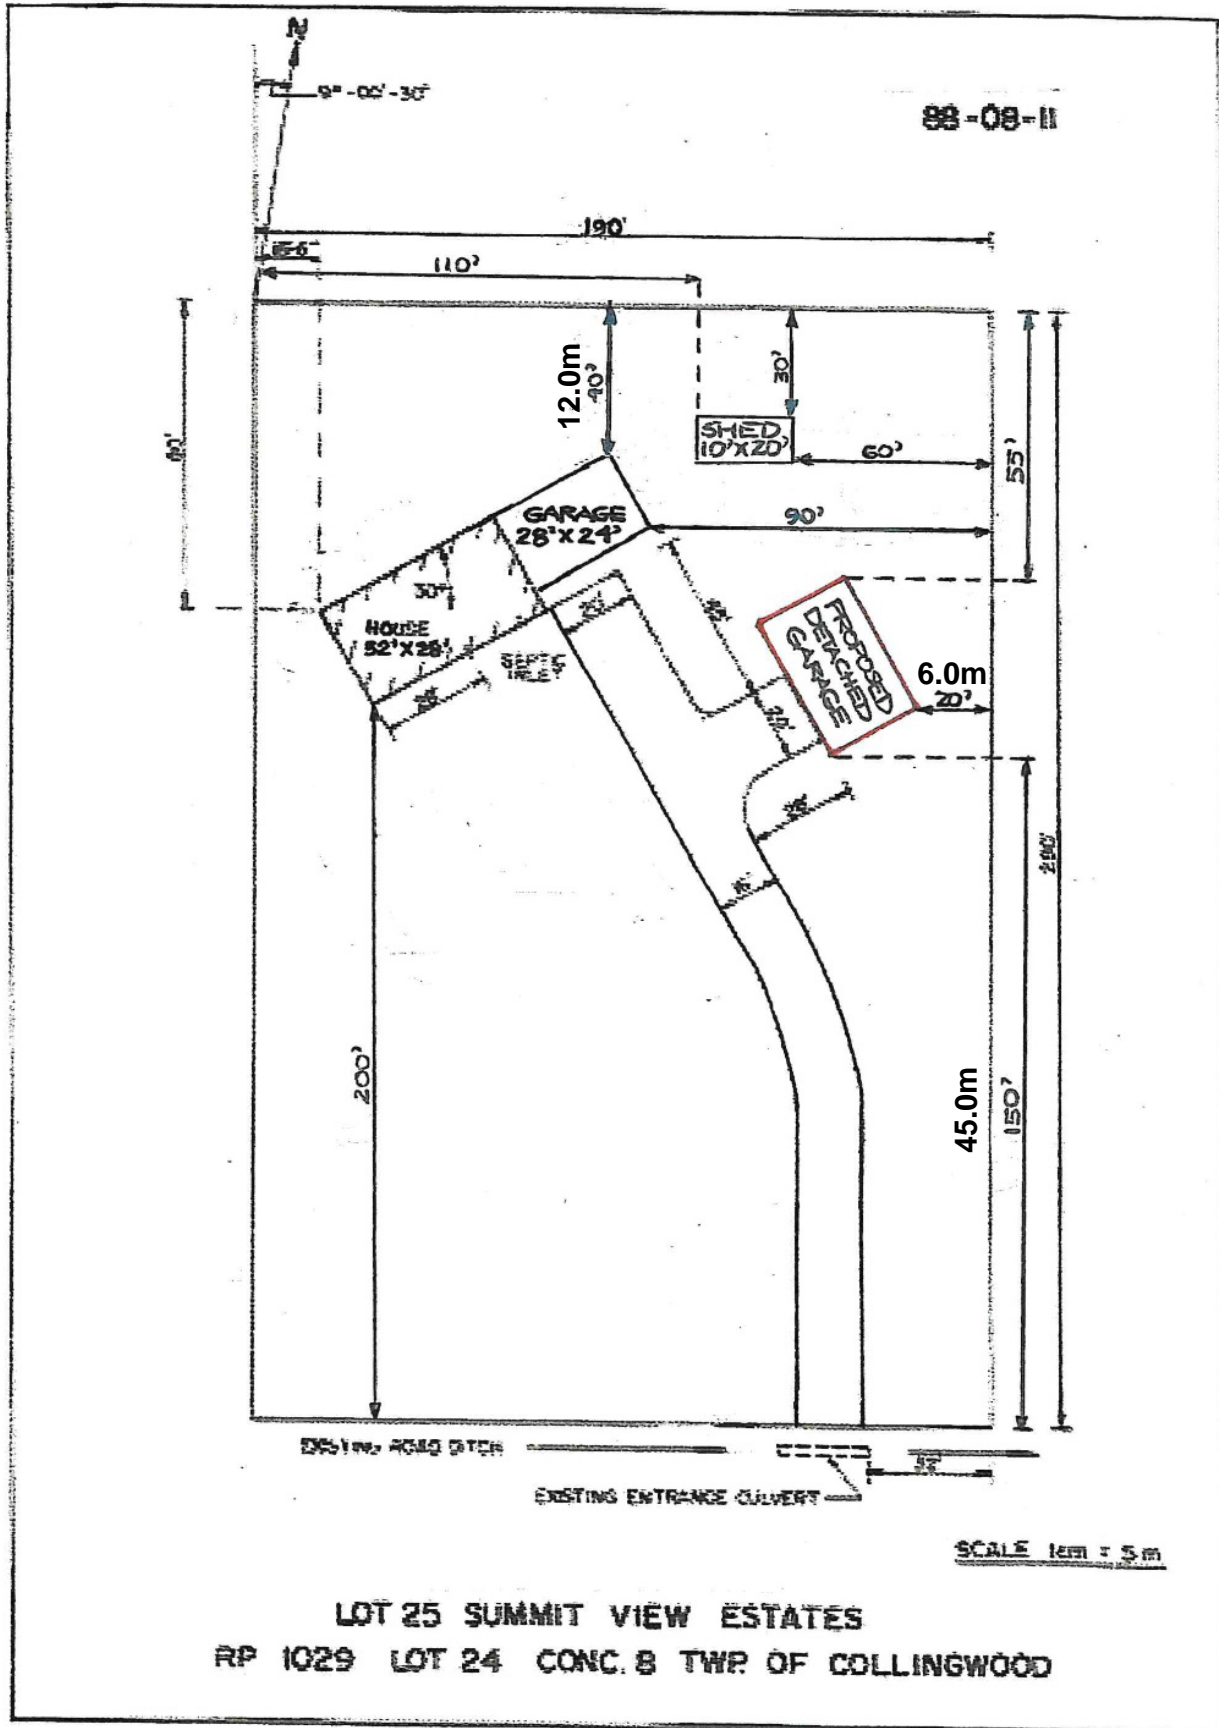 N
9°-00'-30"
88-08-11
190'
110'
12.0m
40'
30'
SHED
10'X20'
60'
55'
GARAGE
28'X24'
90'
30°
HOUSE
52'X28'
SEPTIC
INLET
PROPOSED
DETACHED
GARAGE
6.0m
20'
200'
45.0m
150'
EXISTING ROAD DITCH
EXISTING ENTRANCE CULVERT
SCALE 1cm = 5m
LOT 25 SUMMIT VIEW ESTATES
RP 1029 LOT 24 CONC. 8 TWP. OF COLLINGWOOD